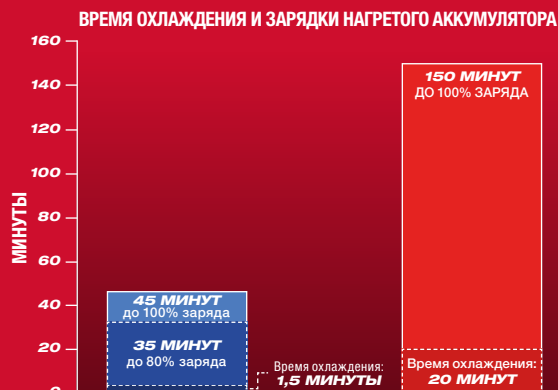 ВРЕМЯ ОХЛАЖДЕНИЯ И ЗАРЯДКИ НАГРЕТОГО АККУМУЛЯТОРА
МИНУТЫ
160
140
120
100
80
60
40
20
0
45 МИНУТ
до 100% заряда
35 МИНУТ
до 80% заряда
Время охлаждения:
1,5 МИНУТЫ
150 МИНУТ
ДО 100% ЗАРЯДА
Время охлаждения:
20 МИНУТ